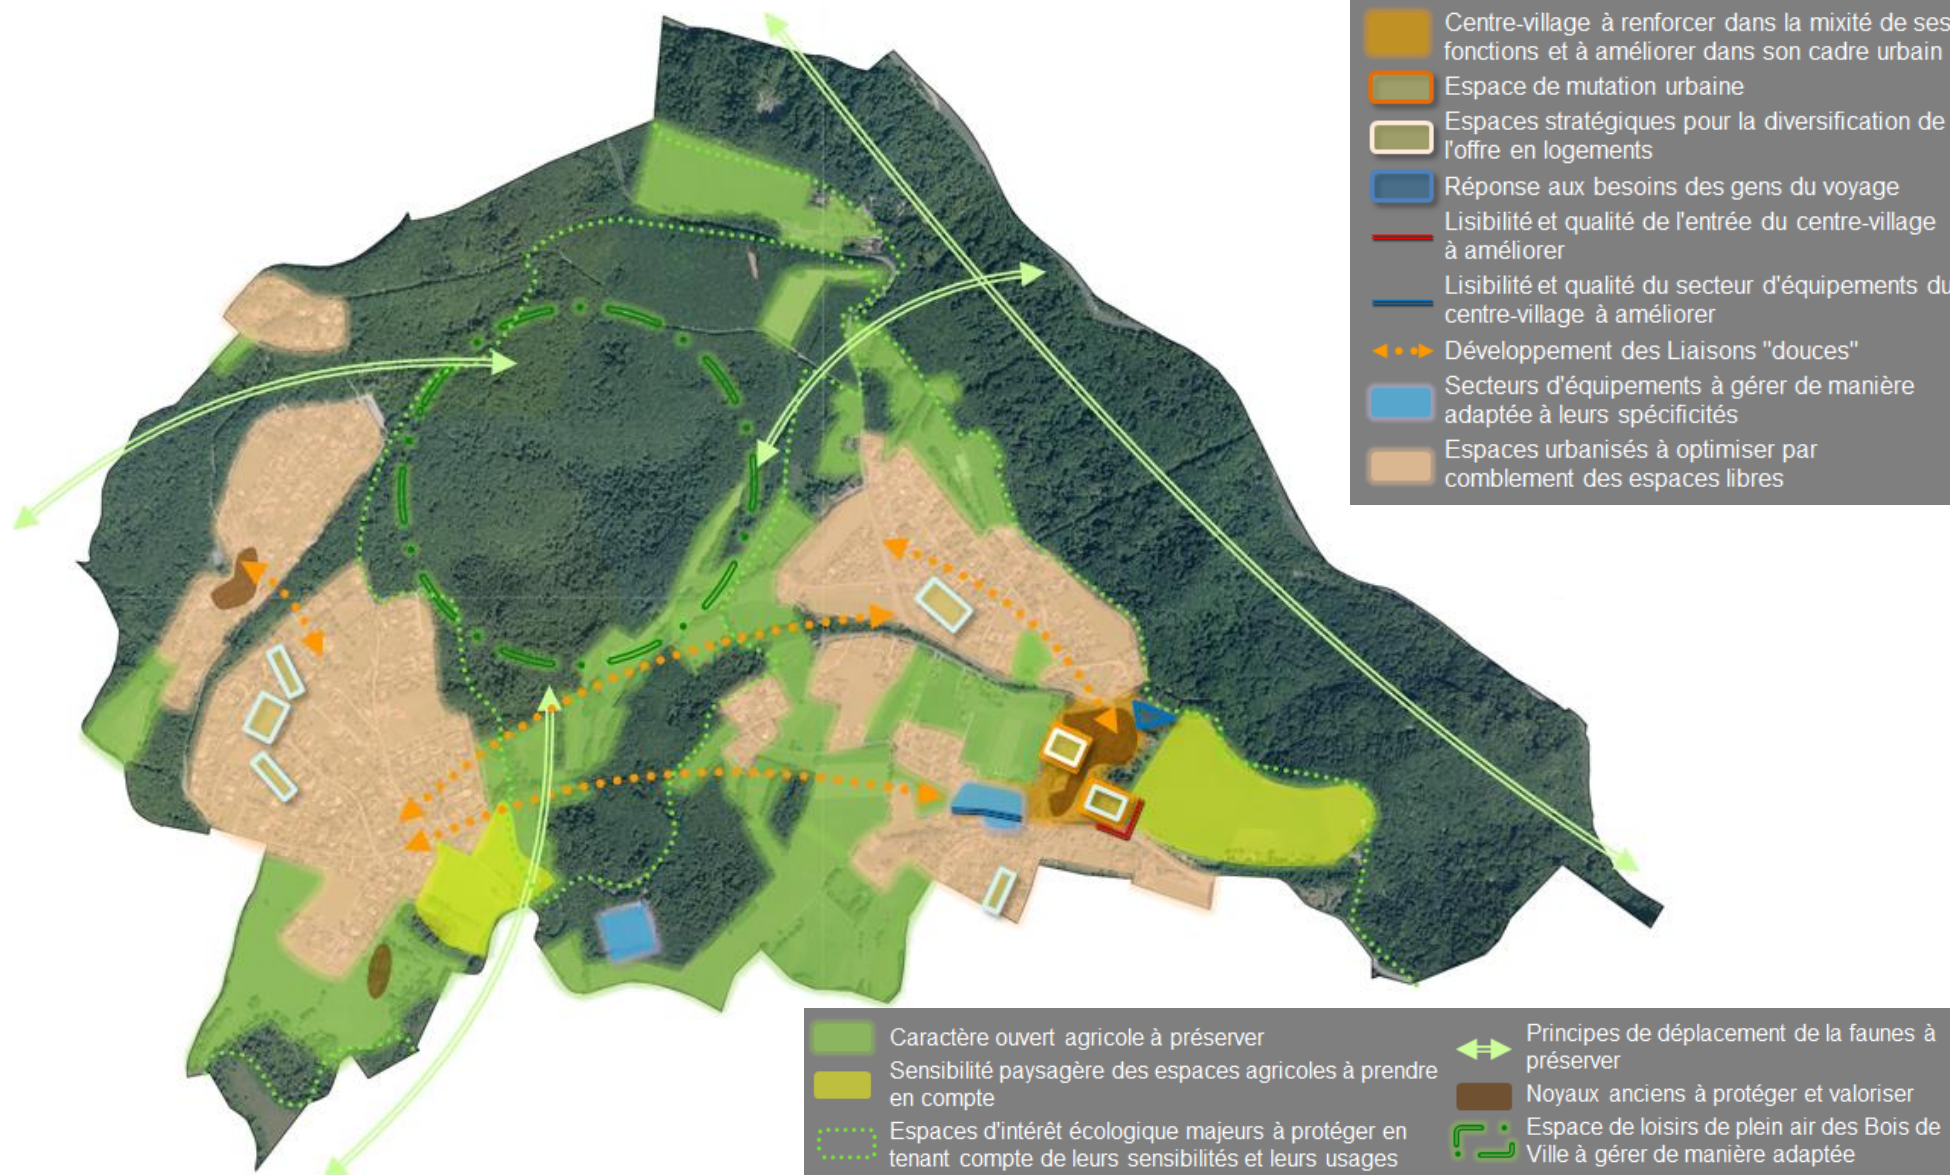 Centre-village à renforcer dans la mixité de ses
fonctions et à améliorer dans son cadre urbain
Espace de mutation urbaine
Espaces stratégiques pour la diversification de
l'offre en logements
Réponse aux besoins des gens du voyage
Lisibilité et qualité de l'entrée du centre-village
à améliorer
Lisibilité et qualité du secteur d'équipements du
centre-village à améliorer
Développement des Liaisons "douces"
Secteurs d'équipements à gérer de manière
adaptée à leurs spécificités
Espaces urbanisés à optimiser par
comblement des espaces libres
Caractère ouvert agricole à préserver
Sensibilité paysagère des espaces agricoles à prendre
en compte
Espaces d'intérêt écologique majeurs à protéger en
tenant compte de leurs sensibilités et leurs usages
Principes de déplacement de la faunes à
préserver
Noyaux anciens à protéger et valoriser
Espace de loisirs de plein air des Bois de
Ville à gérer de manière adaptée